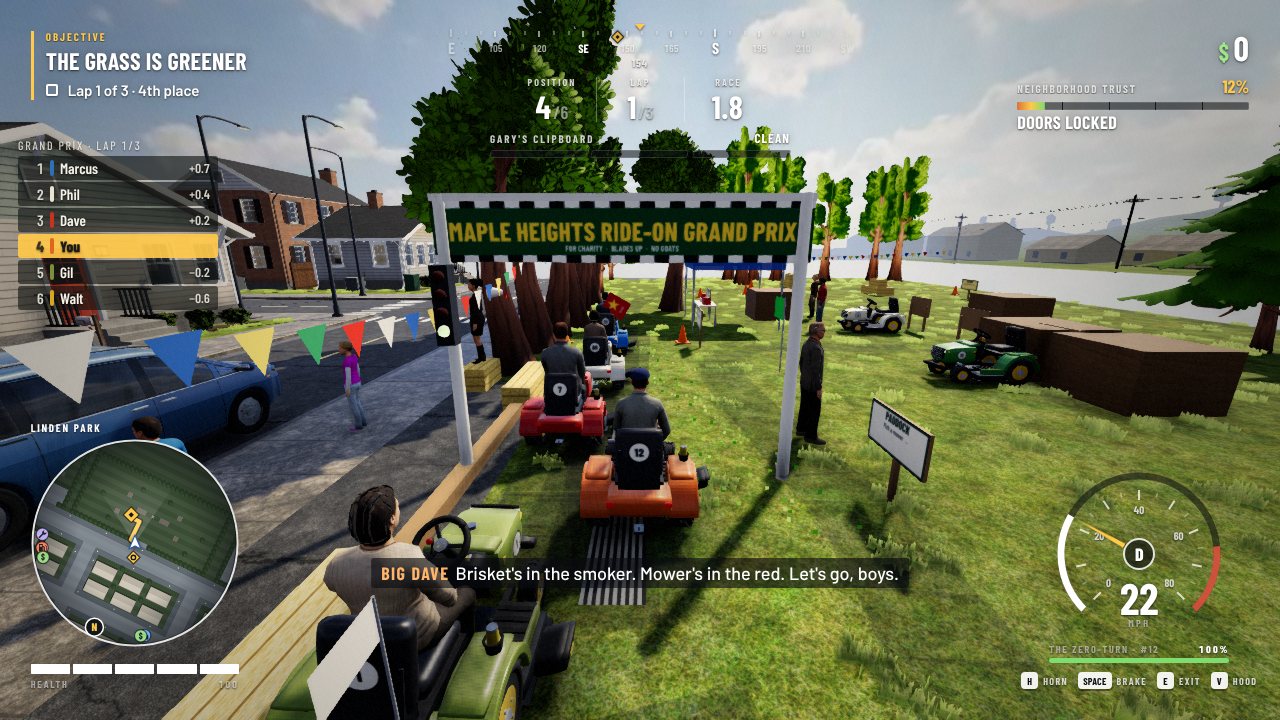 OBJECTIVE
THE GRASS IS GREENER
Lap 1 of 3 · 4th place
E 105 120 SE 150 165 S 195 210
154
POSITION LAP RACE
4/6 1/3 1.8
GARY'S CLIPBOARD CLEAN
$ 0
NEIGHBORHOOD TRUST 12%
DOORS LOCKED
GRAND PRIX · LAP 1/3
1 Marcus +0.7
2 Phil +0.4
3 Dave +0.2
4 You
5 Gil −0.2
6 Walt −0.6
MAPLE HEIGHTS RIDE-ON GRAND PRIX
FOR CHARITY · BLADES UP · NO GOATS
7
12
PADDOCK
LINDEN PARK
N
$
$
HEALTH 100
BIG DAVE Brisket's in the smoker. Mower's in the red. Let's go, boys.
0 20 40 60 80
D
22
MPH
THE ZERO-TURN · #12 100%
H HORN SPACE BRAKE E EXIT V HOOD